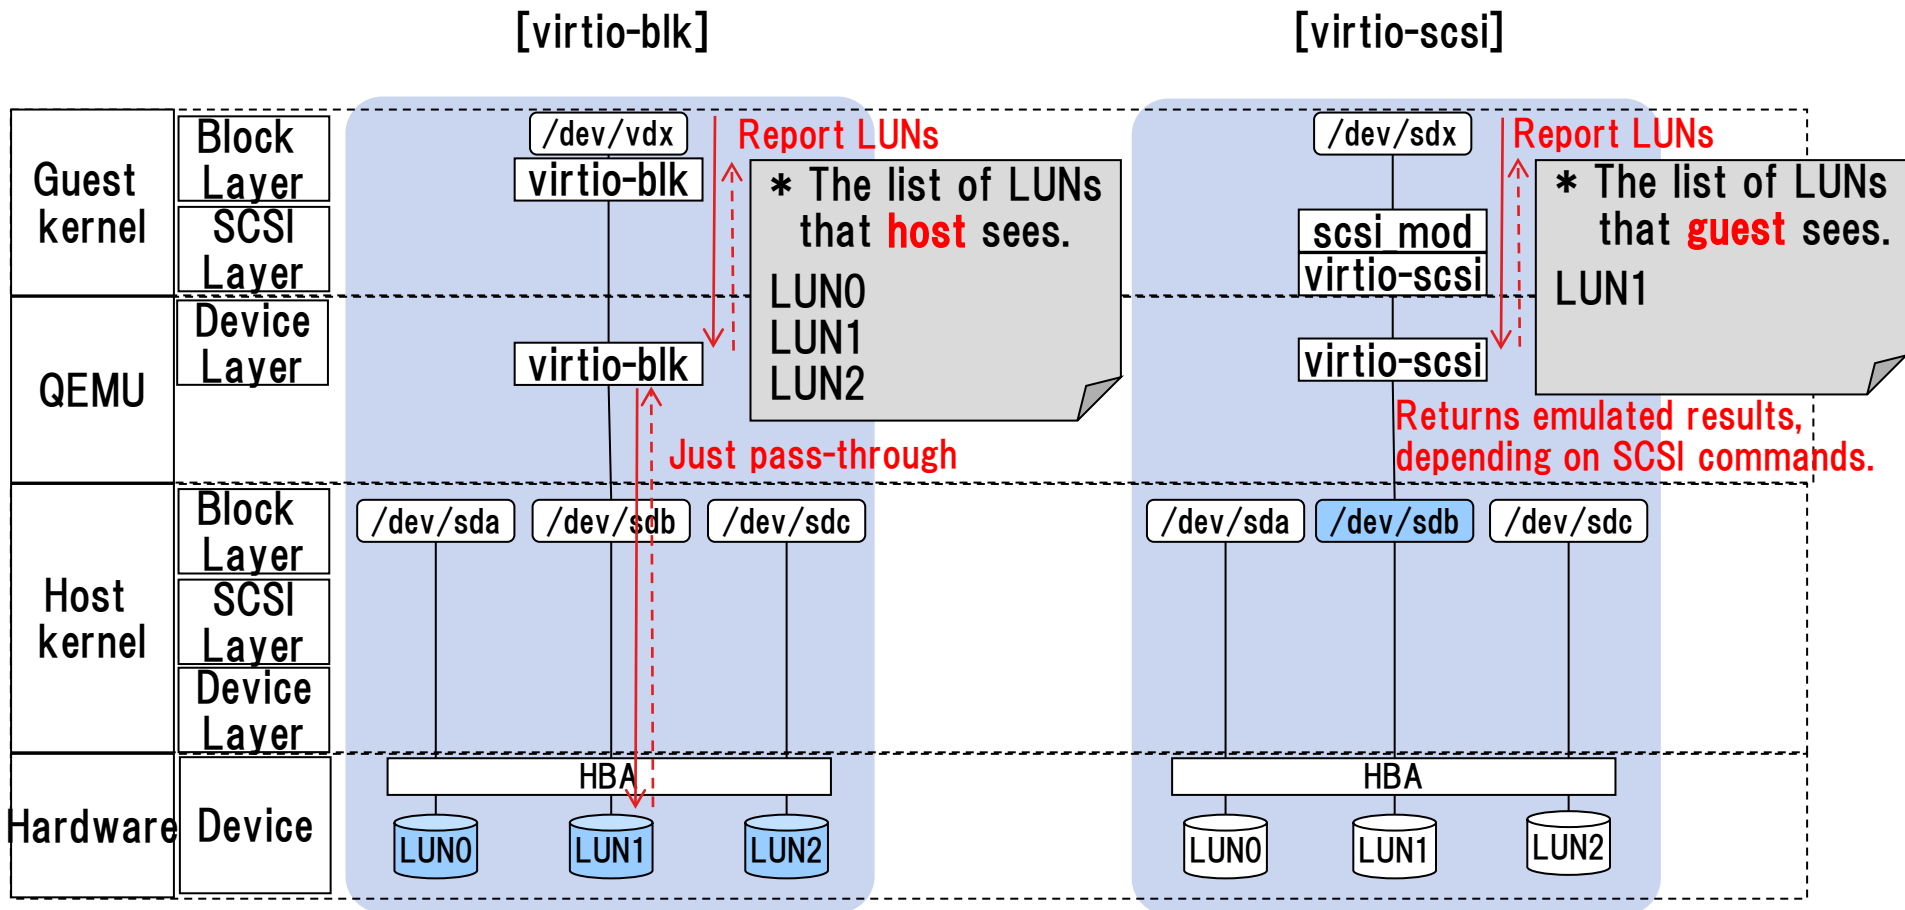 [virtio-blk]
[virtio-scsi]
Guest
kernel
Block
Layer
SCSI
Layer
/dev/vdx
virtio-blk
Report LUNs
* The list of LUNs
that host sees.
LUN0
LUN1
LUN2
/dev/sdx
scsi_mod
virtio-scsi
Report LUNs
* The list of LUNs
that guest sees.
LUN1
QEMU
Device
Layer
virtio-blk
Just pass-through
virtio-scsi
Returns emulated results,
depending on SCSI commands.
Host
kernel
Block
Layer
SCSI
Layer
Device
Layer
/dev/sda
/dev/sdb
/dev/sdc
/dev/sda
/dev/sdb
/dev/sdc
Hardware
Device
HBA
LUN0
LUN1
LUN2
HBA
LUN0
LUN1
LUN2